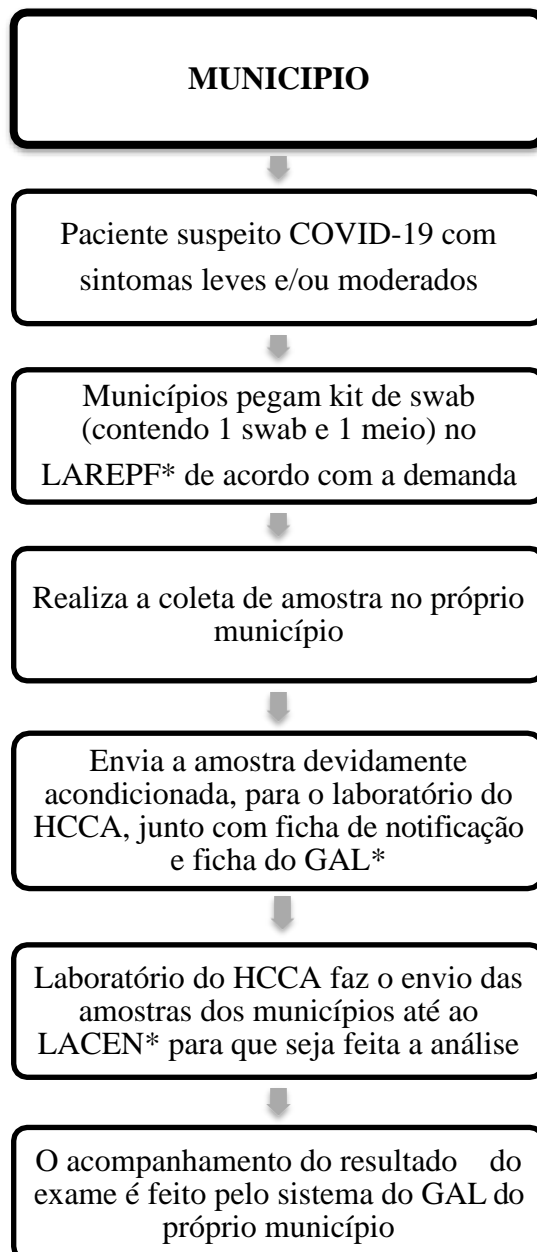 MUNICIPIO
Paciente suspeito COVID-19 com
sintomas leves e/ou moderados
Municípios pegam kit de swab
(contendo 1 swab e 1 meio) no
LAREPF* de acordo com a demanda
Realiza a coleta de amostra no próprio
município
Envia a amostra devidamente
acondicionada, para o laboratório do
HCCA, junto com ficha de notificação
e ficha do GAL*
Laboratório do HCCA faz o envio das
amostras dos municípios até ao
LACEN* para que seja feita a análise
O acompanhamento do resultado do
exame é feito pelo sistema do GAL do
próprio município